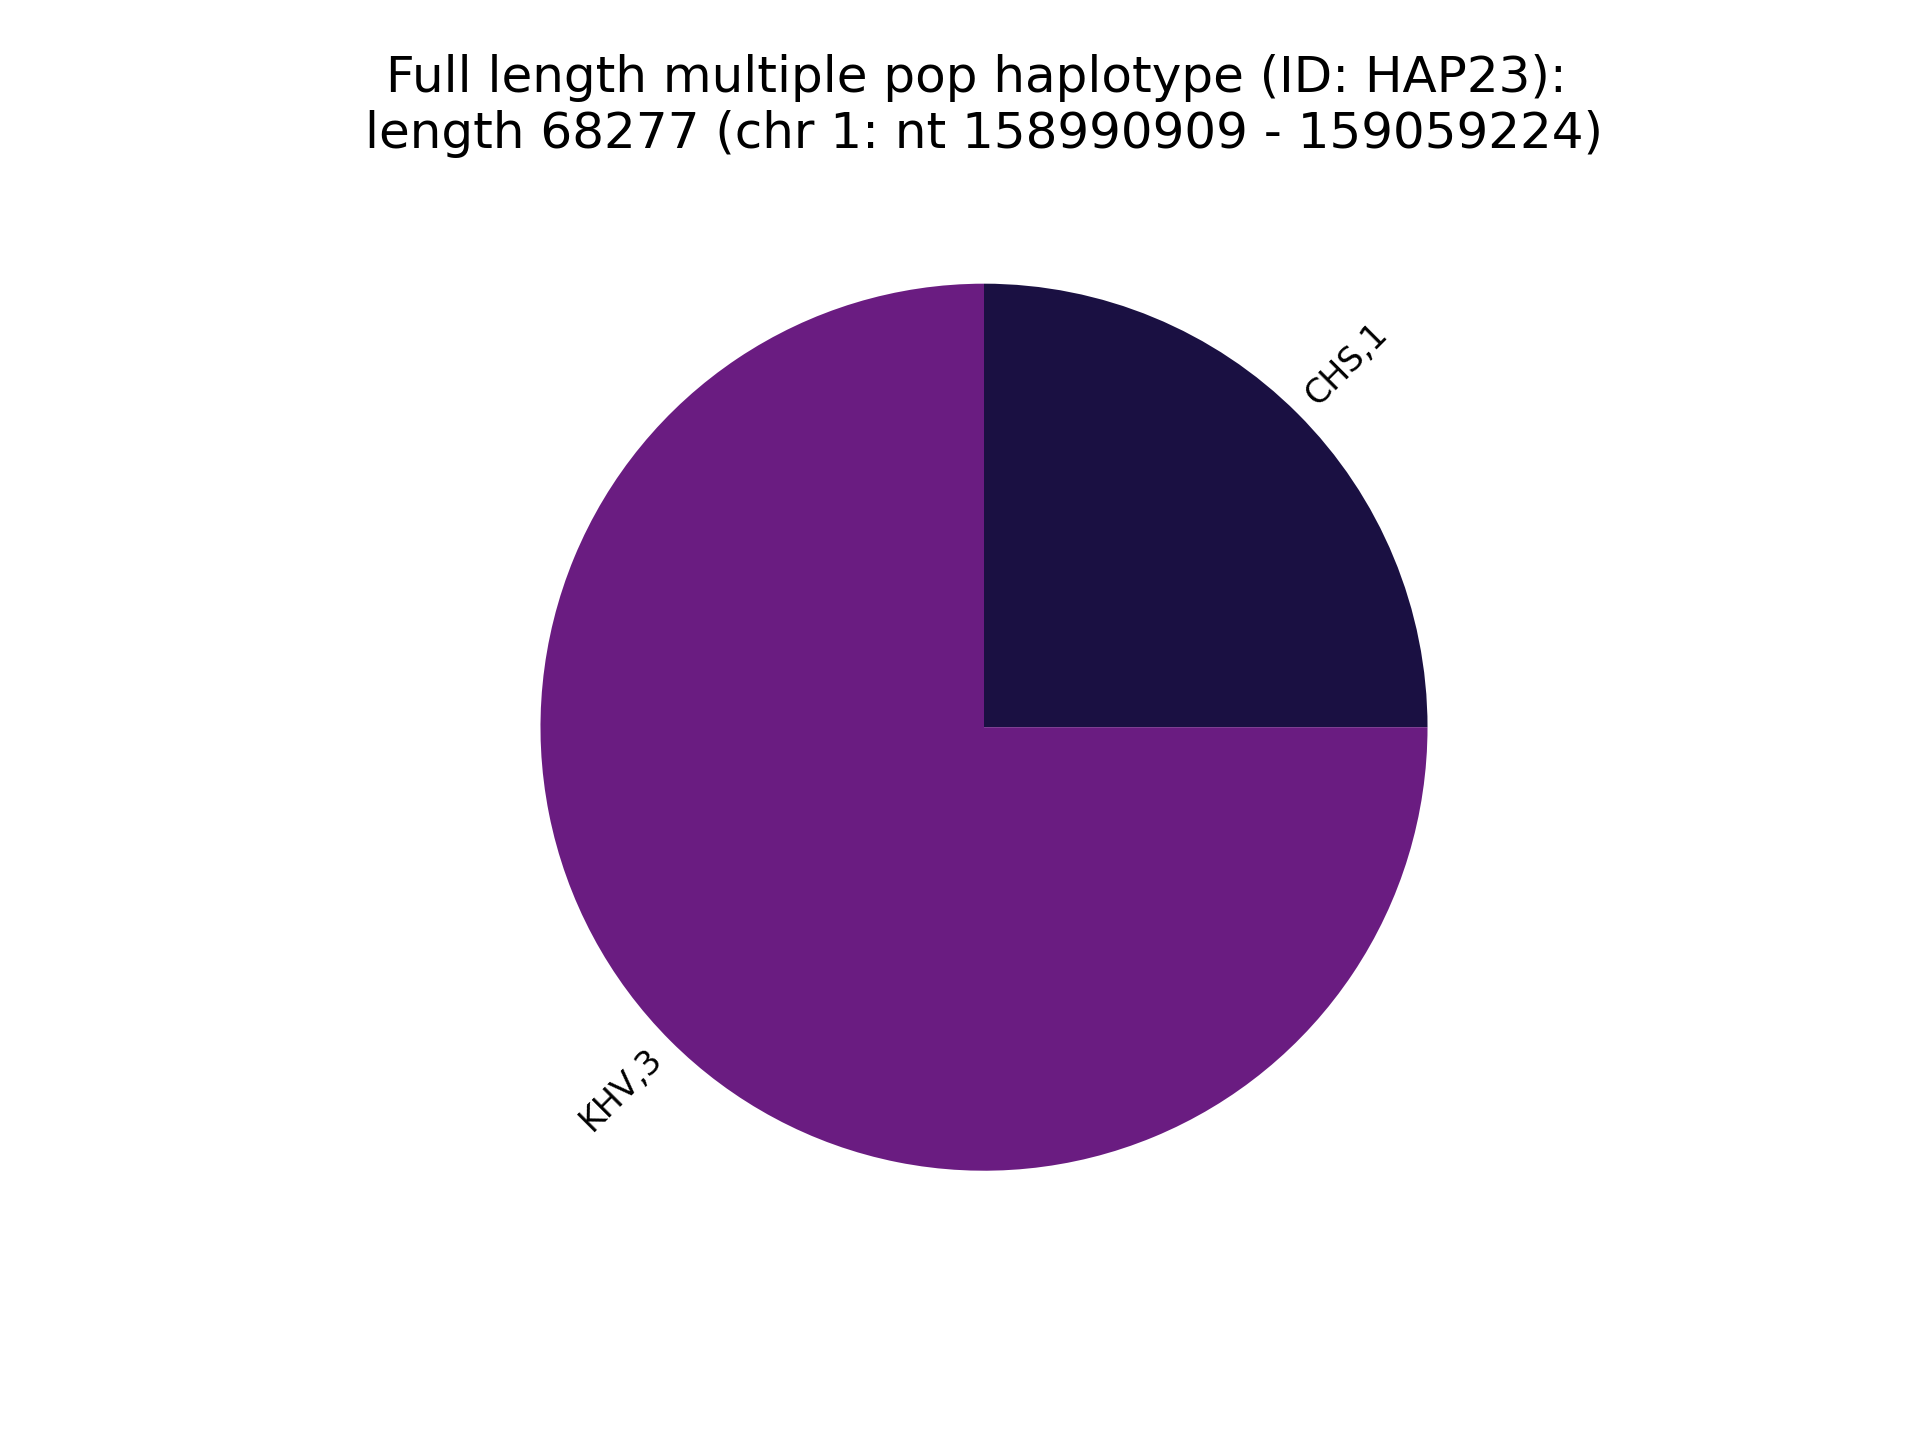 Full length multiple pop haplotype (ID: HAP23):
length 68277 (chr 1: nt 158990909 - 159059224)
CHS,1
KHV,3